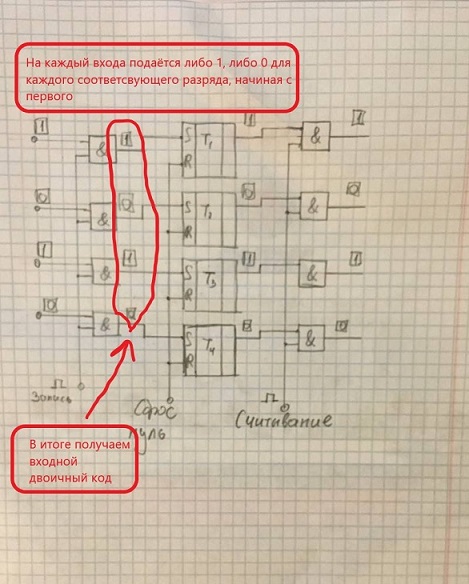 На каждый входа подаётся либо 1, либо 0 для
каждого соответсвующего разряда, начиная с
первого
1 & 1 S T1 1 & 1
R
0 & 0 S T2 0 & 0
R
1 & 1 S T3 1 & 1
R
0 & S T4 & 0
R
Запись Сброс Считывание
нуль
В итоге получаем
входной
двоичный код